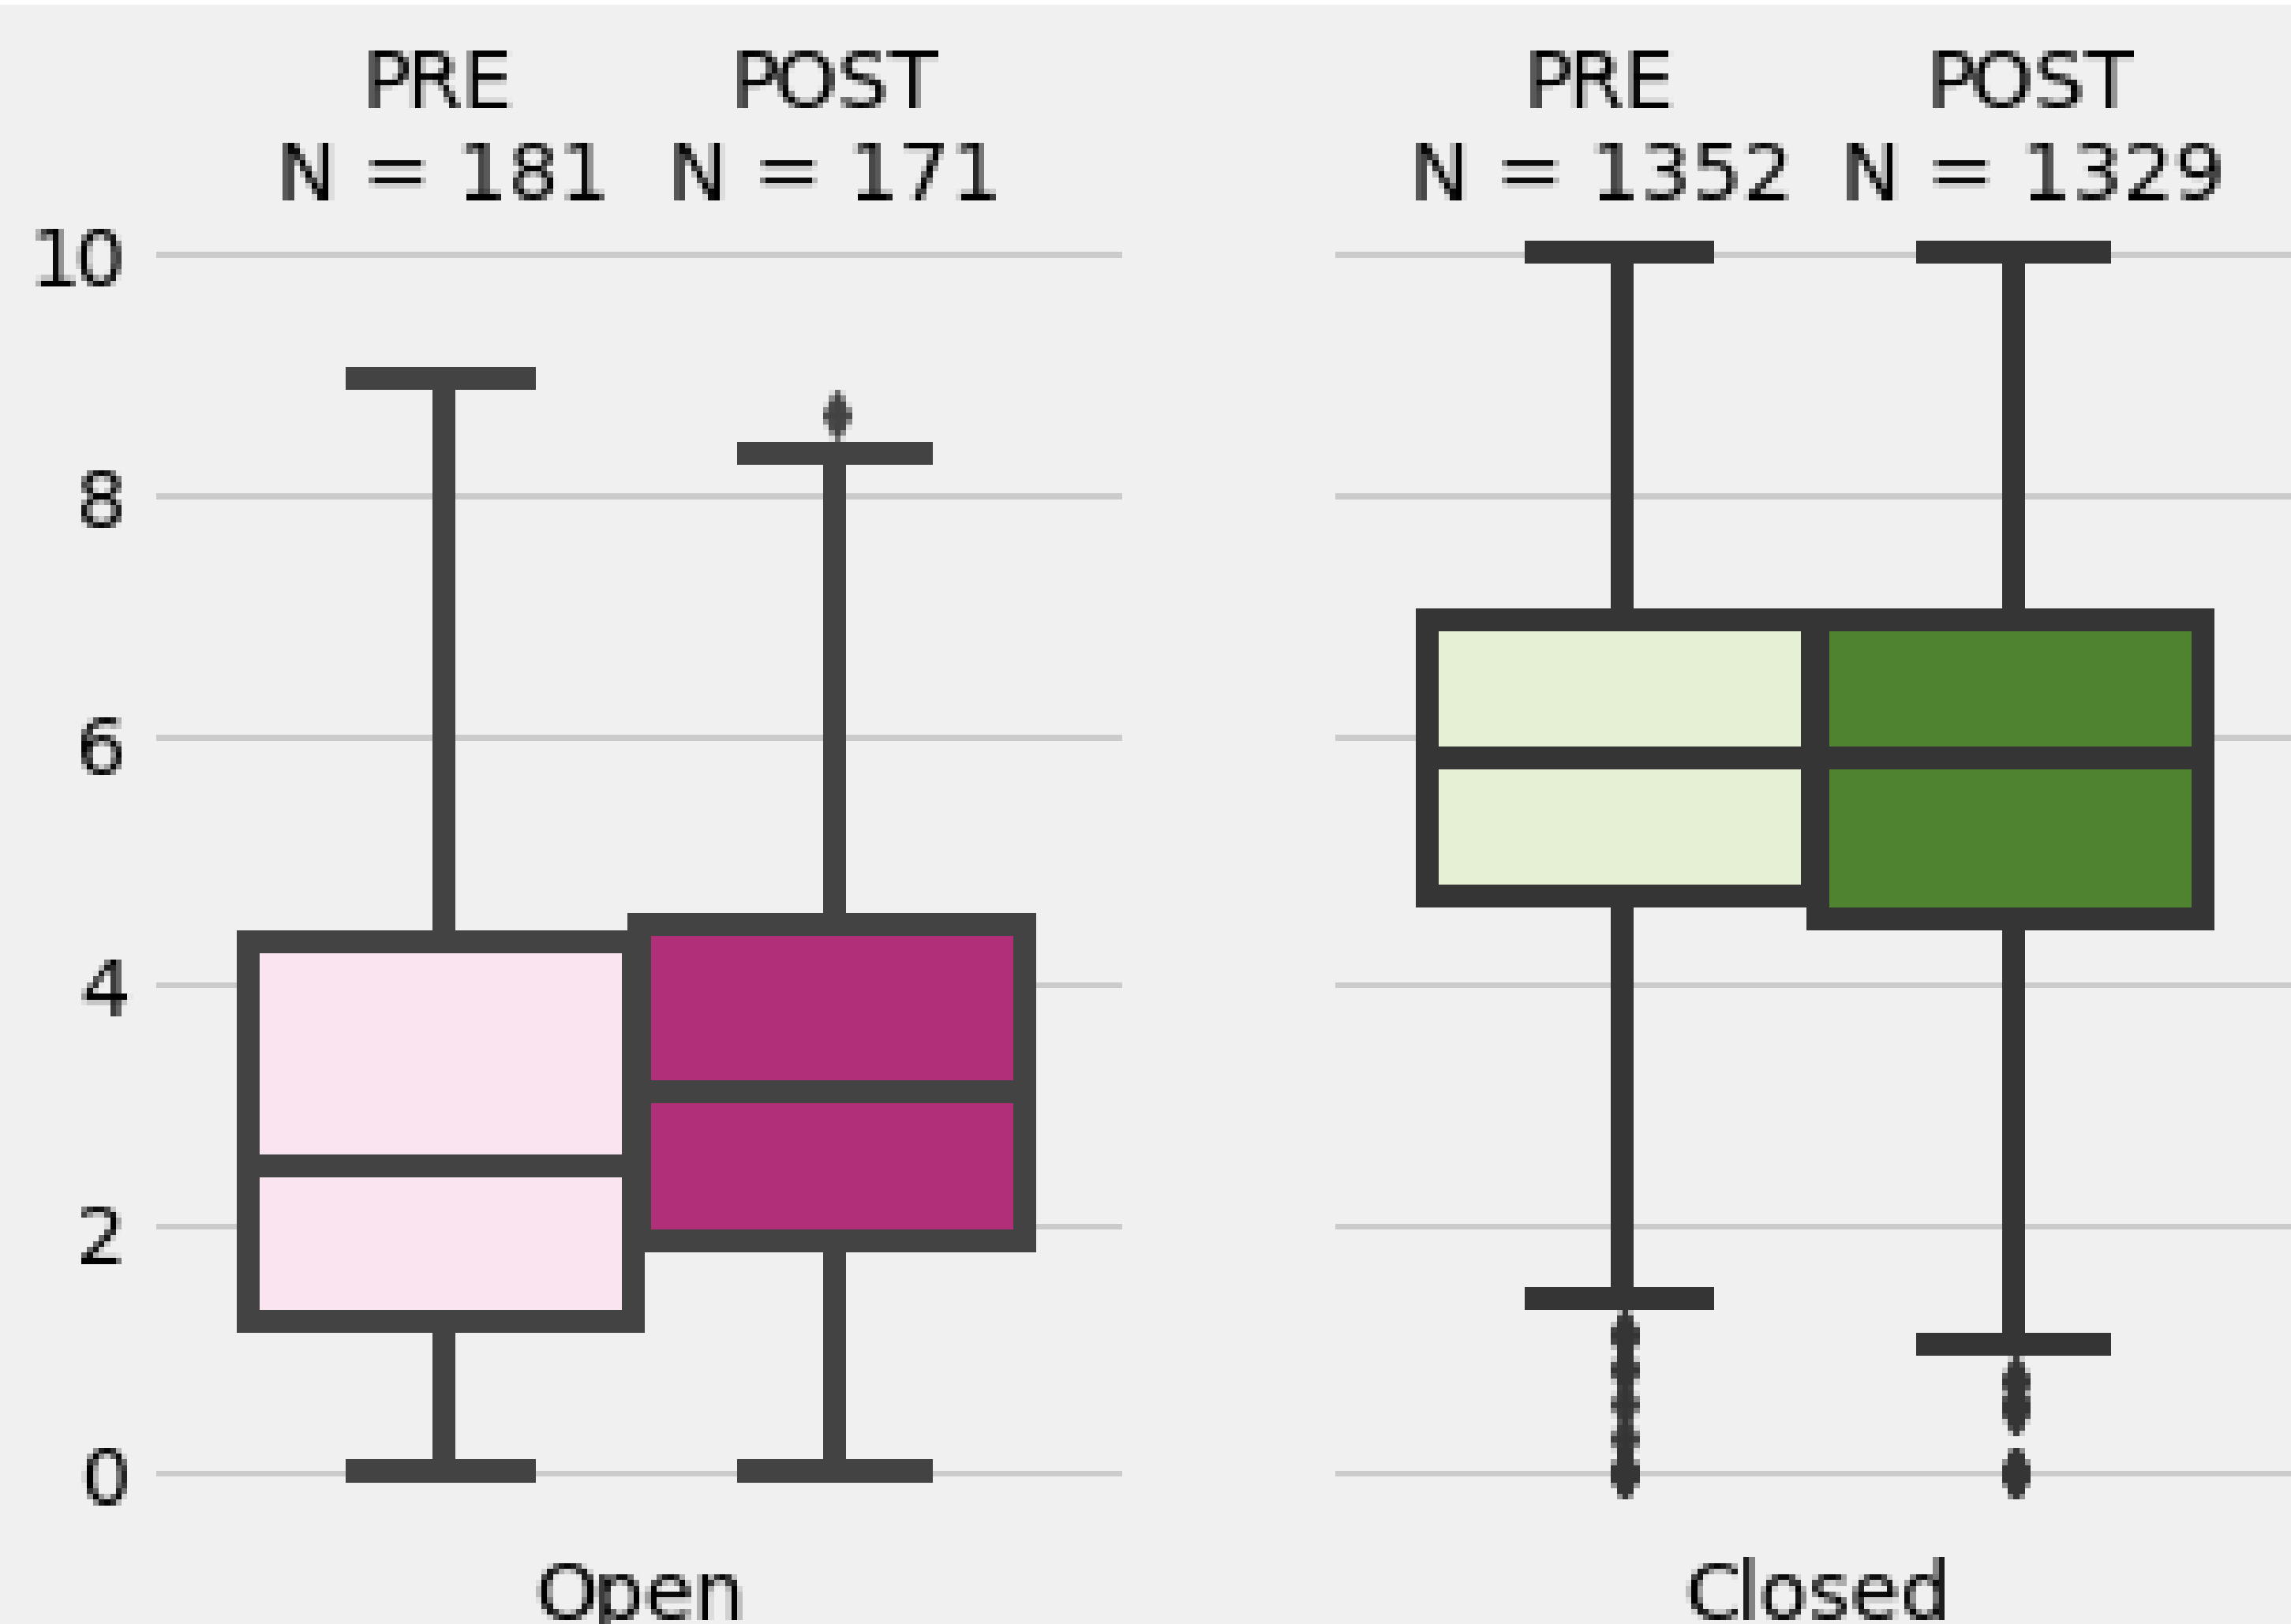 PRE POST PRE POST
N = 181 N = 171 N = 1352 N = 1329
10
8
6
4
2
0
Open Closed